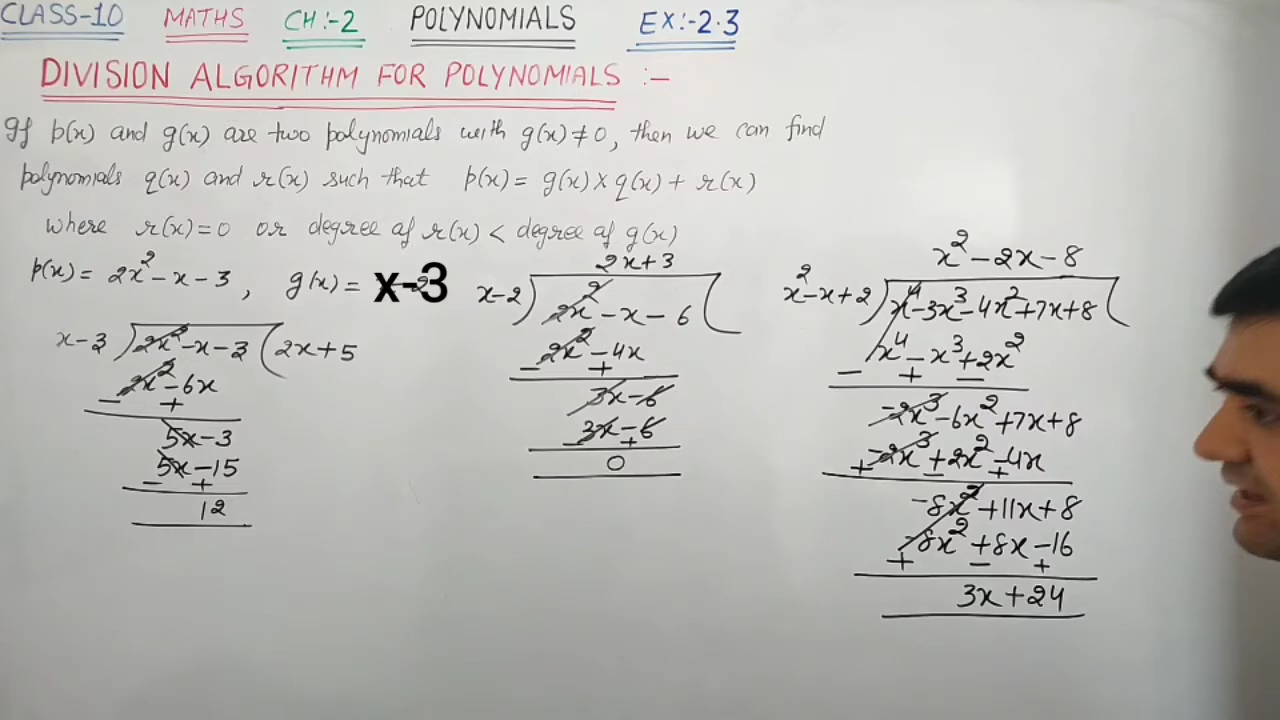 CLASS-10 MATHS CH:-2 POLYNOMIALS EX:-2.3
DIVISION ALGORITHM FOR POLYNOMIALS :-
If p(x) and g(x) are two polynomials with g(x) ≠ 0, then we can find
polynomials q(x) and r(x) such that p(x) = g(x) × q(x) + r(x)
where r(x) = 0 or degree of r(x) < degree of g(x)
p(x) = 2x² - x - 3, g(x) = x-3
x-3 ) 2x² - x - 3 ( 2x + 5
2x² - 6x
- +
5x - 3
5x - 15
- +
12
2x + 3
x-2 ) 2x² - x - 6 (
2x² - 4x
- +
3x - 6
3x - 6
- +
0
x² - 2x - 8
x² - x + 2 ) x⁴ - 3x³ - 4x² + 7x + 8 (
x⁴ - x³ + 2x²
- + -
-2x³ - 6x² + 7x + 8
-2x³ + 2x² - 4x
+ - +
-8x² + 11x + 8
-8x² + 8x - 16
+ - +
3x + 24